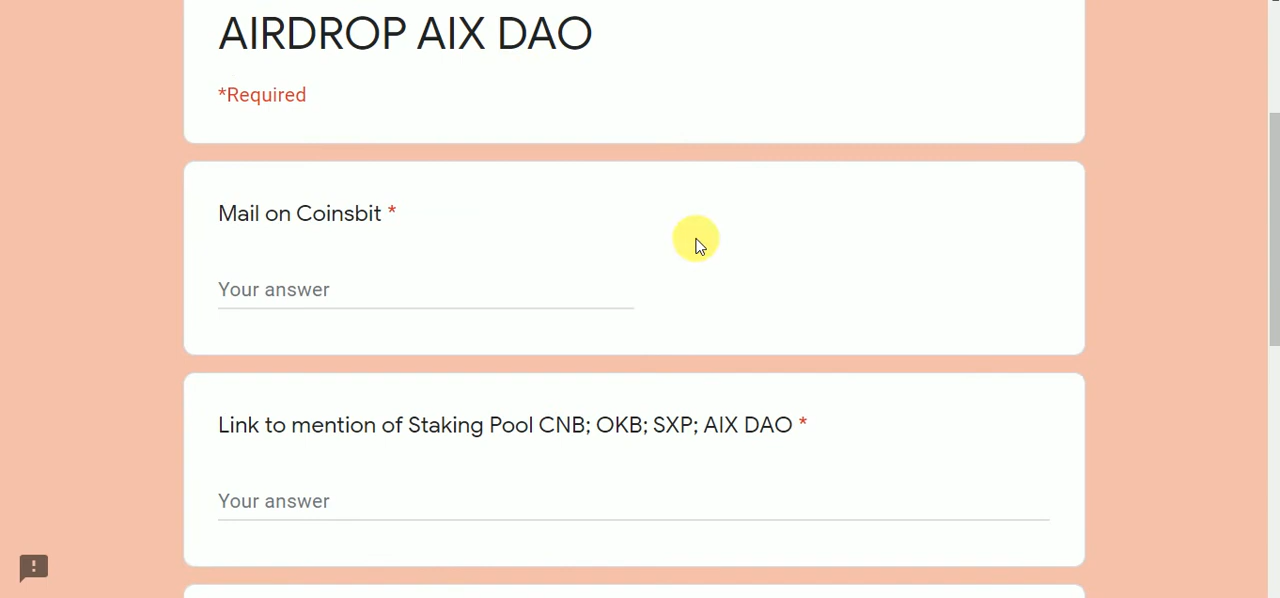 AIRDROP AIX DAO
*Required
Mail on Coinsbit *
Your answer
Link to mention of Staking Pool CNB; OKB; SXP; AIX DAO *
Your answer